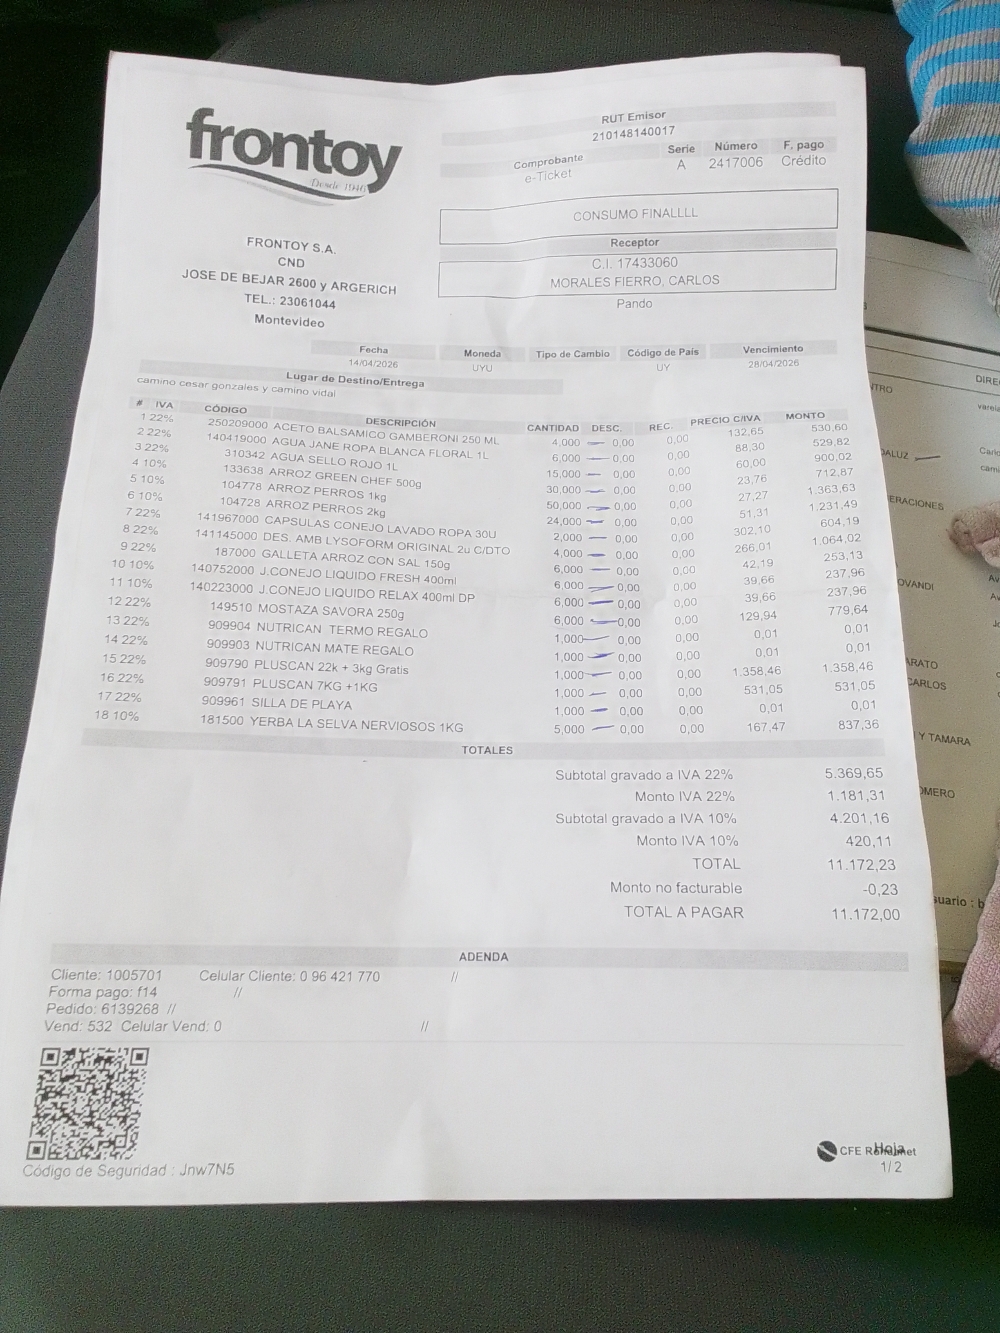 frontoy
Desde 1940
RUT Emisor
210148140017
Comprobante Serie Número F. pago
e-Ticket A 2417006 Crédito
CONSUMO FINALLLL
Receptor
C.I. 17433060
MORALES FIERRO, CARLOS
Pando
FRONTOY S.A.
CND
JOSE DE BEJAR 2600 y ARGERICH
TEL.: 23061044
Montevideo
Fecha Moneda Tipo de Cambio Código de País Vencimiento
14/04/2026 UYU UY 28/04/2026
Lugar de Destino/Entrega
camino cesar gonzales y camino vidal
# IVA CÓDIGO DESCRIPCIÓN CANTIDAD DESC. REC. PRECIO C/IVA MONTO
1 22% 250209000 ACETO BALSAMICO GAMBERONI 250 ML 4,000 0,00 0,00 132,65 530,60
2 22% 140419000 AGUA JANE ROPA BLANCA FLORAL 1L 6,000 0,00 0,00 88,30 529,82
3 22% 310342 AGUA SELLO ROJO 1L 15,000 0,00 0,00 60,00 900,02
4 10% 133638 ARROZ GREEN CHEF 500g 30,000 0,00 0,00 23,76 712,87
5 10% 104778 ARROZ PERROS 1kg 50,000 0,00 0,00 27,27 1.363,63
6 10% 104728 ARROZ PERROS 2kg 24,000 0,00 0,00 51,31 1.231,49
7 22% 141967000 CAPSULAS CONEJO LAVADO ROPA 30U 2,000 0,00 0,00 302,10 604,19
8 22% 141145000 DES. AMB LYSOFORM ORIGINAL 2u C/DTO 4,000 0,00 0,00 266,01 1.064,02
9 22% 187000 GALLETA ARROZ CON SAL 150g 6,000 0,00 0,00 42,19 253,13
10 10% 140752000 J.CONEJO LIQUIDO FRESH 400ml 6,000 0,00 0,00 39,66 237,96
11 10% 140223000 J.CONEJO LIQUIDO RELAX 400ml DP 6,000 0,00 0,00 39,66 237,96
12 22% 149510 MOSTAZA SAVORA 250g 6,000 0,00 0,00 129,94 779,64
13 22% 909904 NUTRICAN TERMO REGALO 1,000 0,00 0,00 0,01 0,01
14 22% 909903 NUTRICAN MATE REGALO 1,000 0,00 0,00 0,01 0,01
15 22% 909790 PLUSCAN 22k + 3kg Gratis 1,000 0,00 0,00 1.358,46 1.358,46
16 22% 909791 PLUSCAN 7KG +1KG 1,000 0,00 0,00 531,05 531,05
17 22% 909961 SILLA DE PLAYA 1,000 0,00 0,00 0,01 0,01
18 10% 181500 YERBA LA SELVA NERVIOSOS 1KG 5,000 0,00 0,00 167,47 837,36
TOTALES
Subtotal gravado a IVA 22% 5.369,65
Monto IVA 22% 1.181,31
Subtotal gravado a IVA 10% 4.201,16
Monto IVA 10% 420,11
TOTAL 11.172,23
Monto no facturable -0,23
TOTAL A PAGAR 11.172,00
ADENDA
Cliente: 1005701 Celular Cliente: 0 96 421 770 //
Forma pago: f14 //
Pedido: 6139268 //
Vend: 532 Celular Vend: 0 //
Código de Seguridad : Jnw7N5
CFE
Hoja
1/ 2
NTRO
DIRE
varela
DALUZ
Carlo
cami
ERACIONES
OVANDI
ARATO
CARLOS
Y TAMARA
OMERO
suario : b